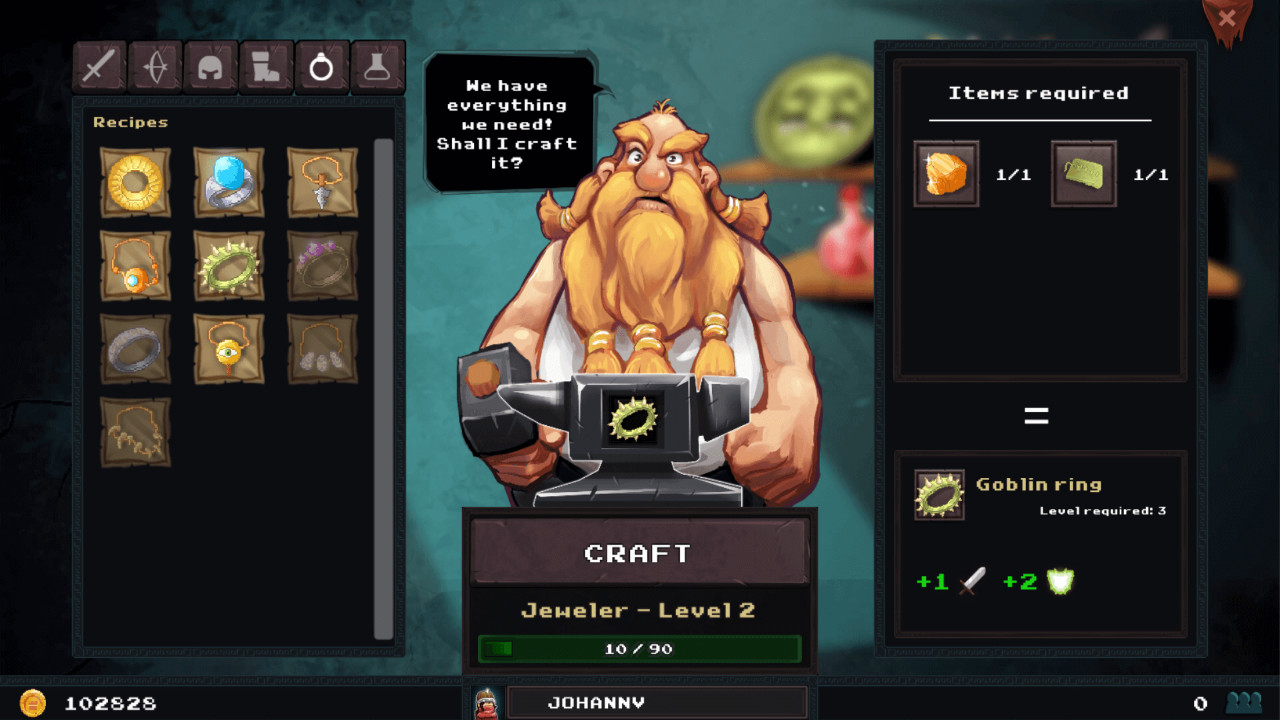 Recipes
We have
everything
we need!
Shall I craft
it?
Items required
1/1
1/1
=
Goblin ring
Level required: 3
+1 +2
CRAFT
Jeweler - Level 2
10 / 90
102828
JOHANNY
0